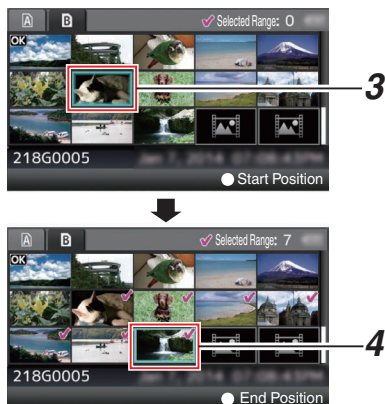 A B Selected Range: 0
OK
3
218G0005
Start Position
A B Selected Range: 7
OK
4
218G0005
End Position